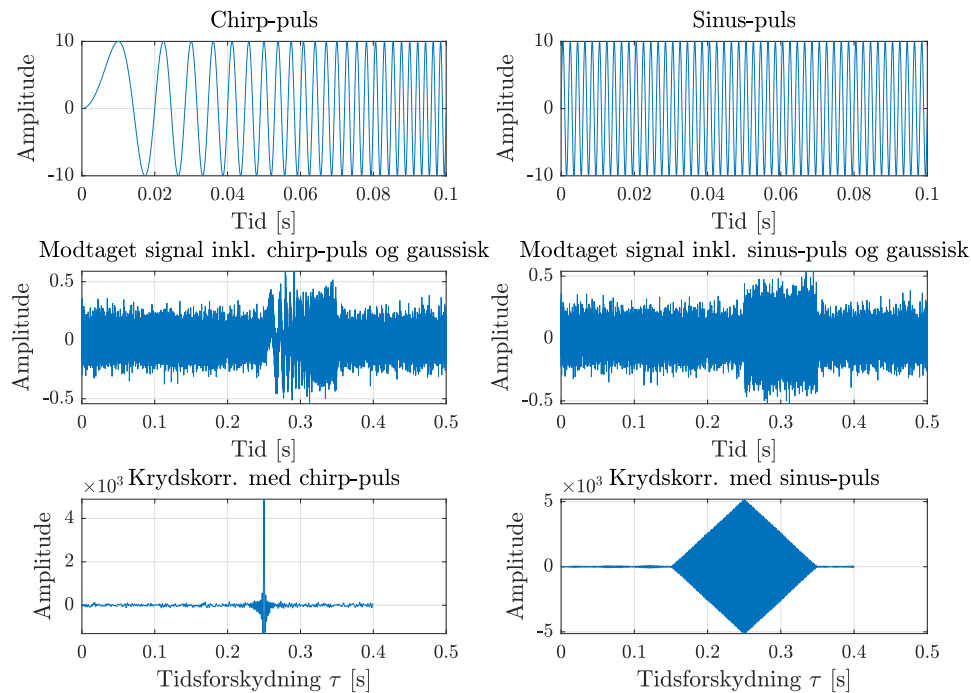 Chirp-puls
Amplitude
10
0
-10
0 0.02 0.04 0.06 0.08 0.1
Tid [s]
Sinus-puls
Amplitude
10
0
-10
0 0.02 0.04 0.06 0.08 0.1
Tid [s]
Modtaget signal inkl. chirp-puls og gaussisk
Amplitude
0.5
0
-0.5
0 0.1 0.2 0.3 0.4 0.5
Tid [s]
Modtaget signal inkl. sinus-puls og gaussisk
Amplitude
0.5
0
-0.5
0 0.1 0.2 0.3 0.4 0.5
Tid [s]
×10³ Krydskorr. med chirp-puls
Amplitude
4
2
0
0 0.1 0.2 0.3 0.4 0.5
Tidsforskydning τ [s]
×10³ Krydskorr. med sinus-puls
Amplitude
5
0
-5
0 0.1 0.2 0.3 0.4 0.5
Tidsforskydning τ [s]